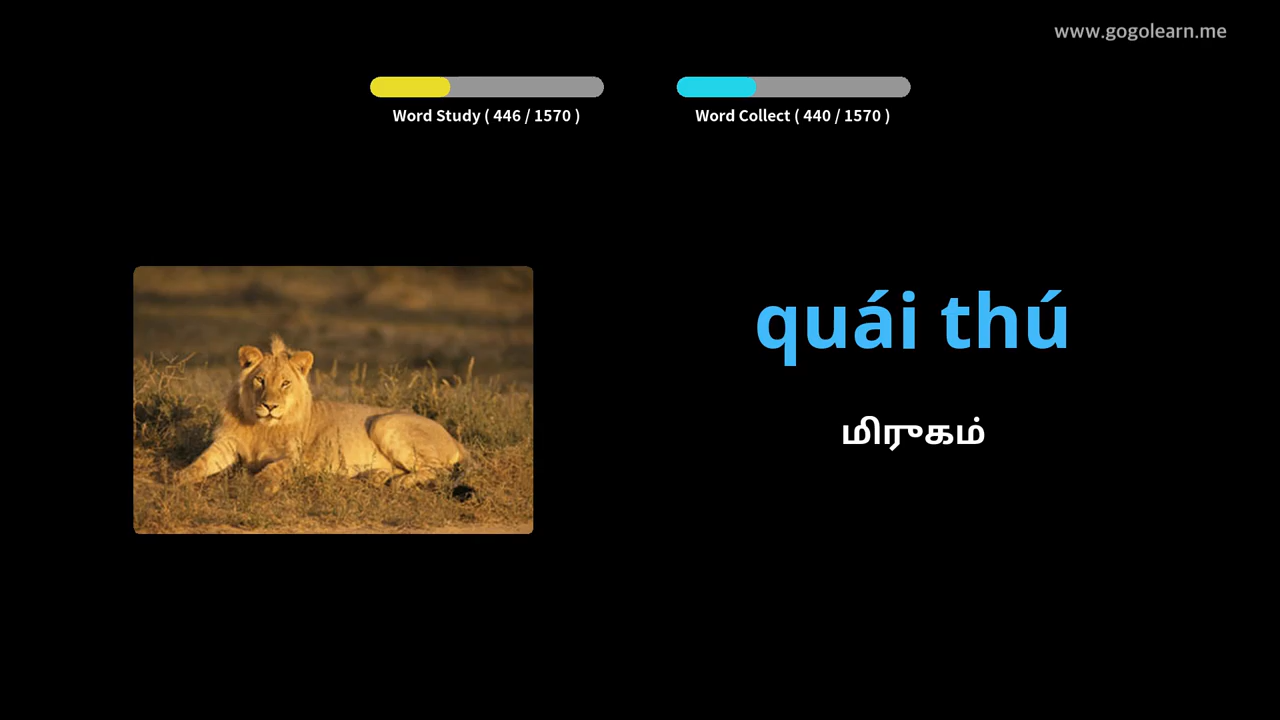 www.gogolearn.me
Word Study ( 446 / 1570 )
Word Collect ( 440 / 1570 )
quái thú
மிருகம்